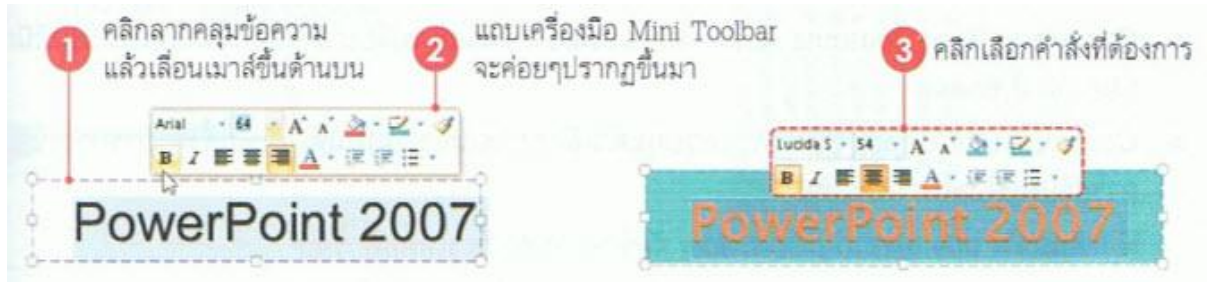 1 คลิกลากคลุมข้อความ
แล้วเลื่อนเมาส์ขึ้นด้านบน
2 แถบเครื่องมือ Mini Toolbar
จะค่อยๆปรากฏขึ้นมา
3 คลิกเลือกคำสั่งที่ต้องการ
Arial 64 A A
B I A
PowerPoint 2007
Lucida S 54 A A
B I A
PowerPoint 2007